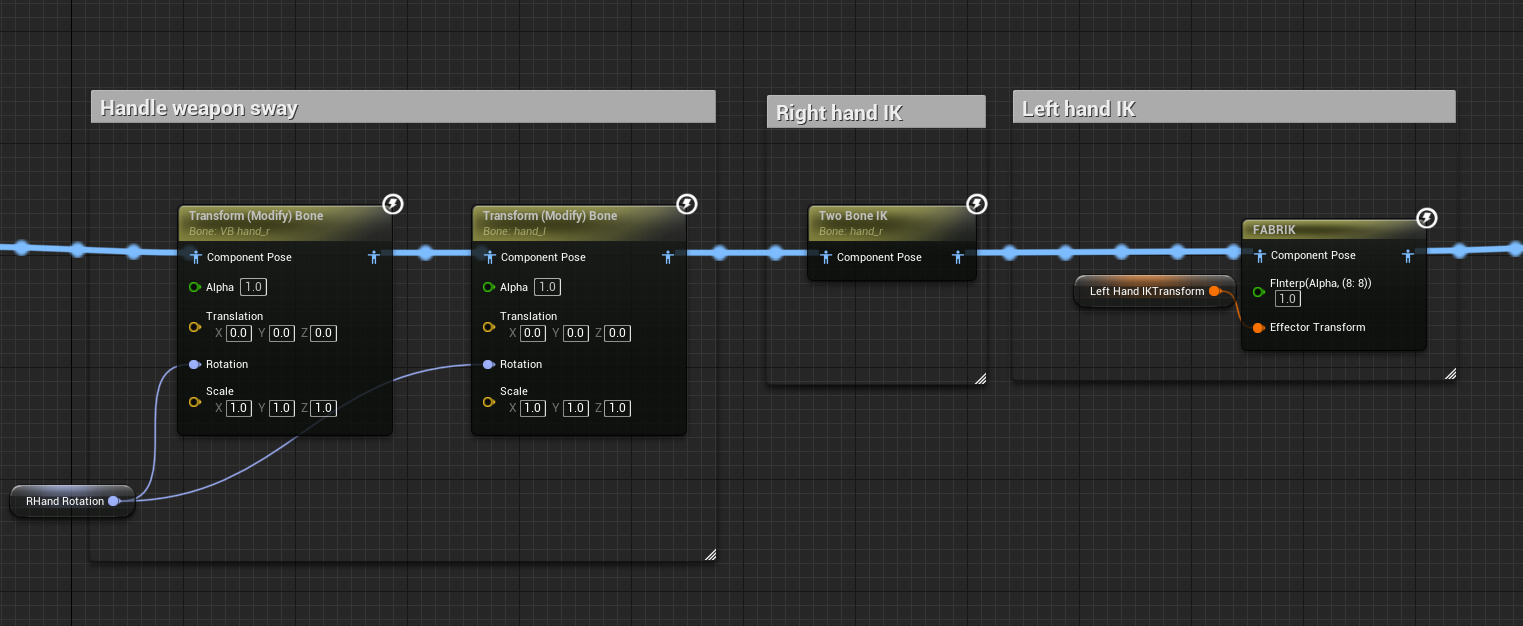 Handle weapon sway
Right hand IK
Left hand IK
Transform (Modify) Bone
Bone: VB hand_r
Component Pose
Alpha 1.0
Translation
X 0.0 Y 0.0 Z 0.0
Rotation
Scale
X 1.0 Y 1.0 Z 1.0
Transform (Modify) Bone
Bone: hand_l
Component Pose
Alpha 1.0
Translation
X 0.0 Y 0.0 Z 0.0
Rotation
Scale
X 1.0 Y 1.0 Z 1.0
RHand Rotation
Two Bone IK
Bone: hand_r
Component Pose
Left Hand IKTransform
FABRIK
Component Pose
FInterp(Alpha, (8: 8))
1.0
Effector Transform